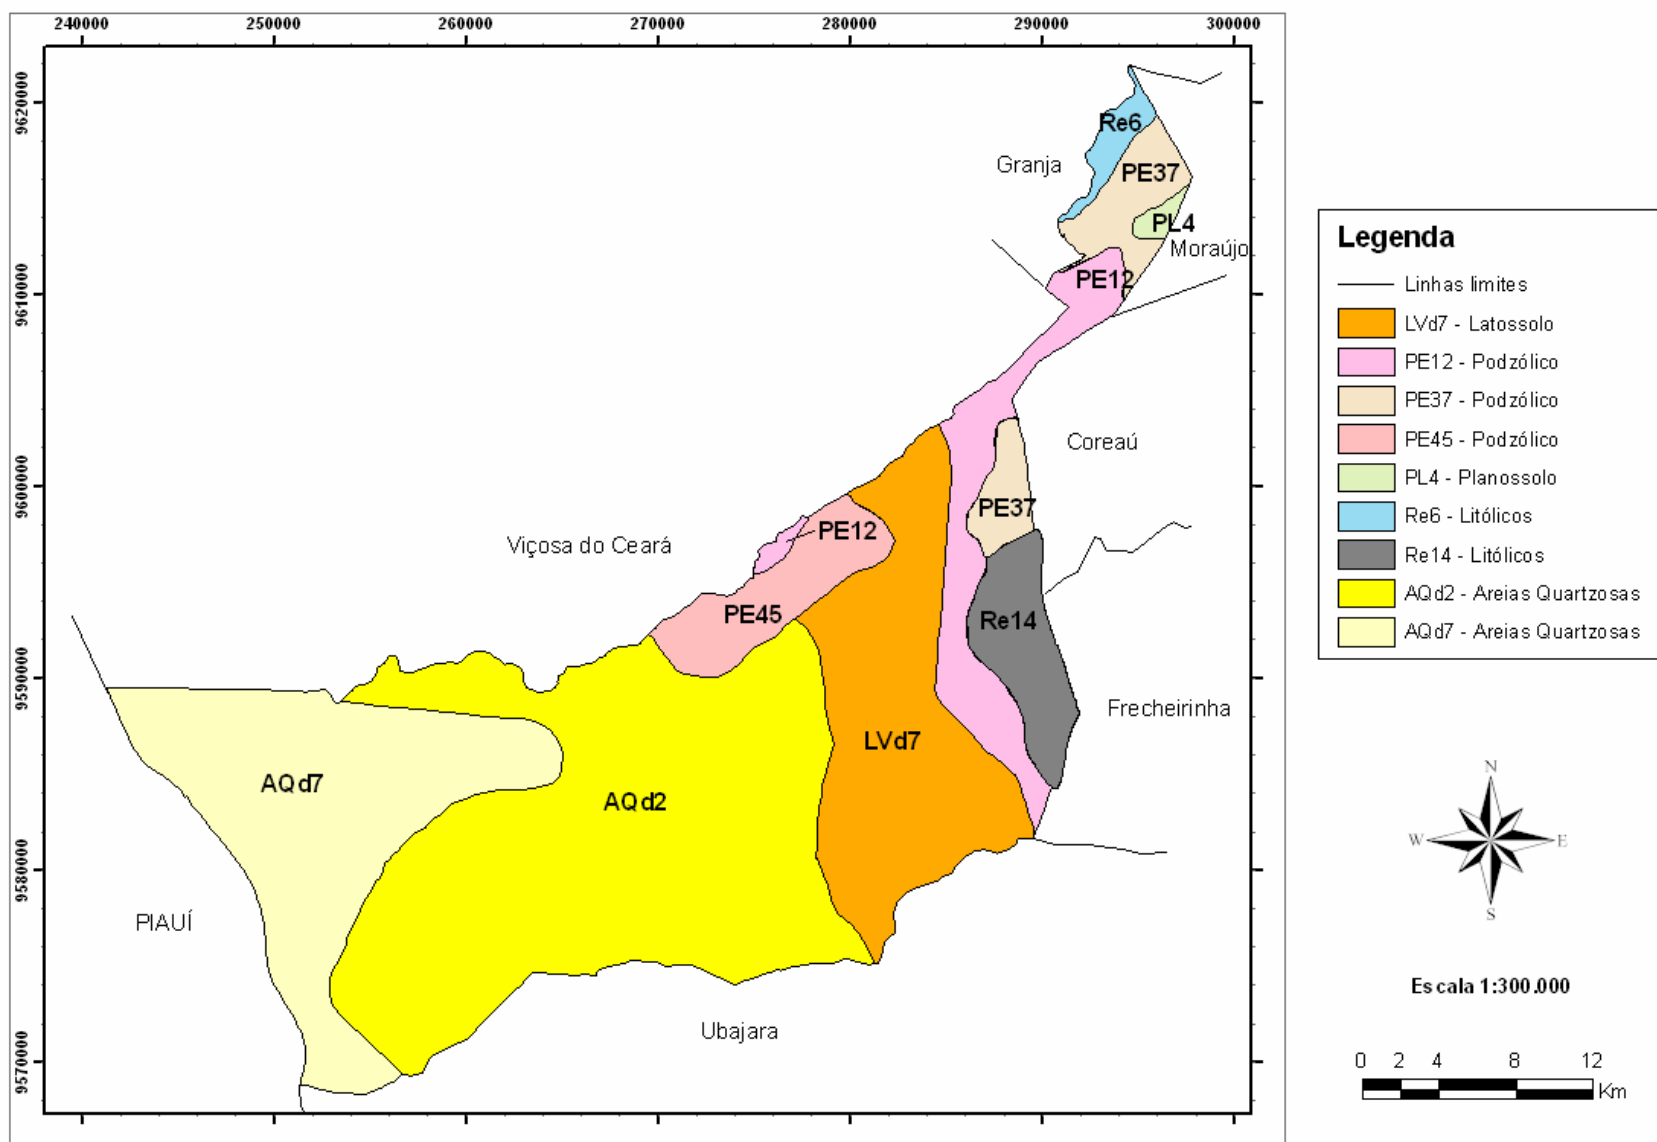 240000 250000 260000 270000 280000 290000 300000
9620000
9610000
9600000
9590000
9580000
9570000
Re6
Granja
PE37
PL4
Moraújo
PE12
Coreaú
PE37
PE12
Viçosa do Ceará
PE45
Re14
Frecheirinha
LVd7
AQd7
AQd2
PIAUÍ
Ubajara
Legenda
Linhas limites
LVd7 - Latossolo
PE12 - Podzólico
PE37 - Podzólico
PE45 - Podzólico
PL4 - Planossolo
Re6 - Litólicos
Re14 - Litólicos
AQd2 - Areias Quartzosas
AQd7 - Areias Quartzosas
N
W E
S
Escala 1:300.000
0 2 4 8 12
Km